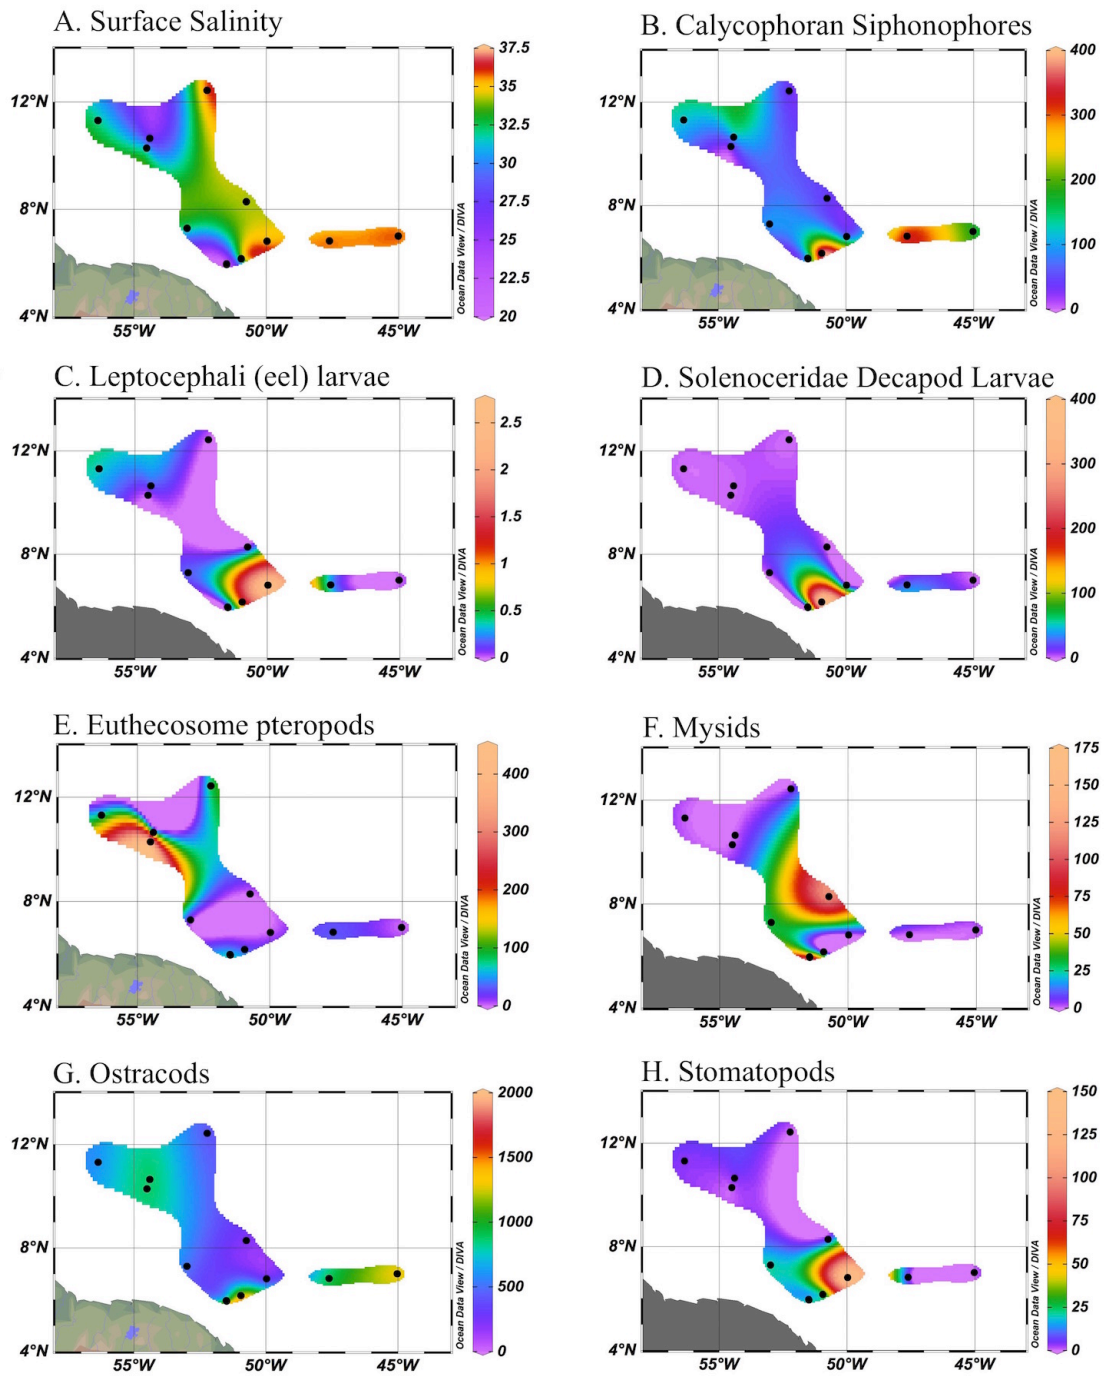 A. Surface Salinity
12°N
8°N
4°N
55°W 50°W 45°W
37.5
35
32.5
30
27.5
25
22.5
20
Ocean Data View / DIVA
B. Calycophoran Siphonophores
12°N
8°N
4°N
55°W 50°W 45°W
400
300
200
100
0
Ocean Data View / DIVA
C. Leptocephali (eel) larvae
12°N
8°N
4°N
55°W 50°W 45°W
2.5
2
1.5
1
0.5
0
Ocean Data View / DIVA
D. Solenoceridae Decapod Larvae
12°N
8°N
4°N
55°W 50°W 45°W
400
300
200
100
0
Ocean Data View / DIVA
E. Euthecosome pteropods
12°N
8°N
4°N
55°W 50°W 45°W
400
300
200
100
0
Ocean Data View / DIVA
F. Mysids
12°N
8°N
4°N
55°W 50°W 45°W
175
150
125
100
75
50
25
0
Ocean Data View / DIVA
G. Ostracods
12°N
8°N
4°N
55°W 50°W 45°W
2000
1500
1000
500
0
Ocean Data View / DIVA
H. Stomatopods
12°N
8°N
4°N
55°W 50°W 45°W
150
125
100
75
50
25
0
Ocean Data View / DIVA